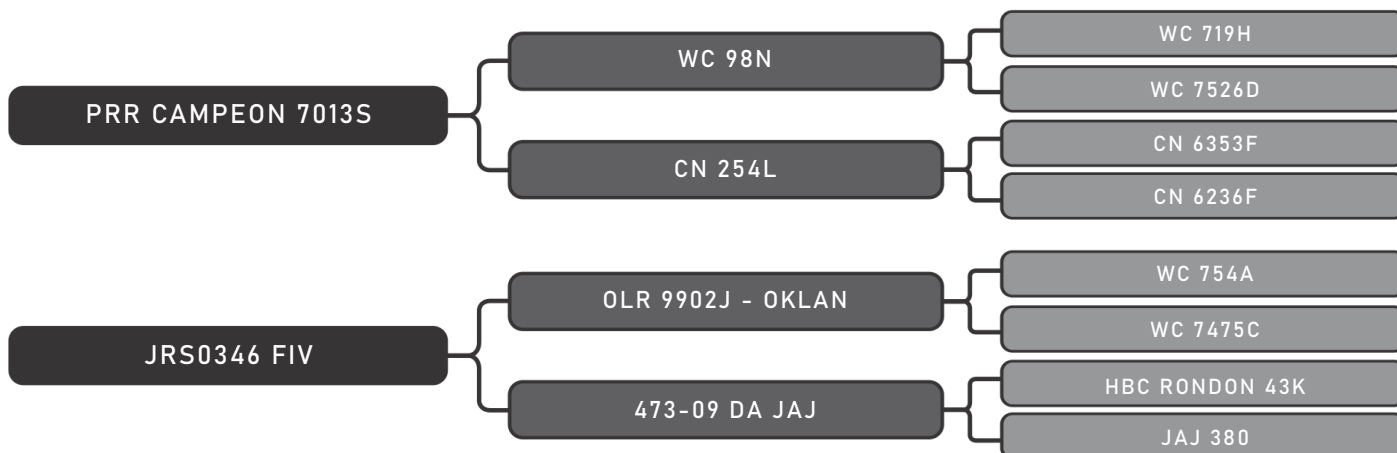 PRR CAMPEON 7013S
WC 98N
WC 719H
WC 7526D
CN 254L
CN 6353F
CN 6236F
JRS0346 FIV
OLR 9902J - OKLAN
WC 754A
WC 7475C
473-09 DA JAJ
HBC RONDON 43K
JAJ 380